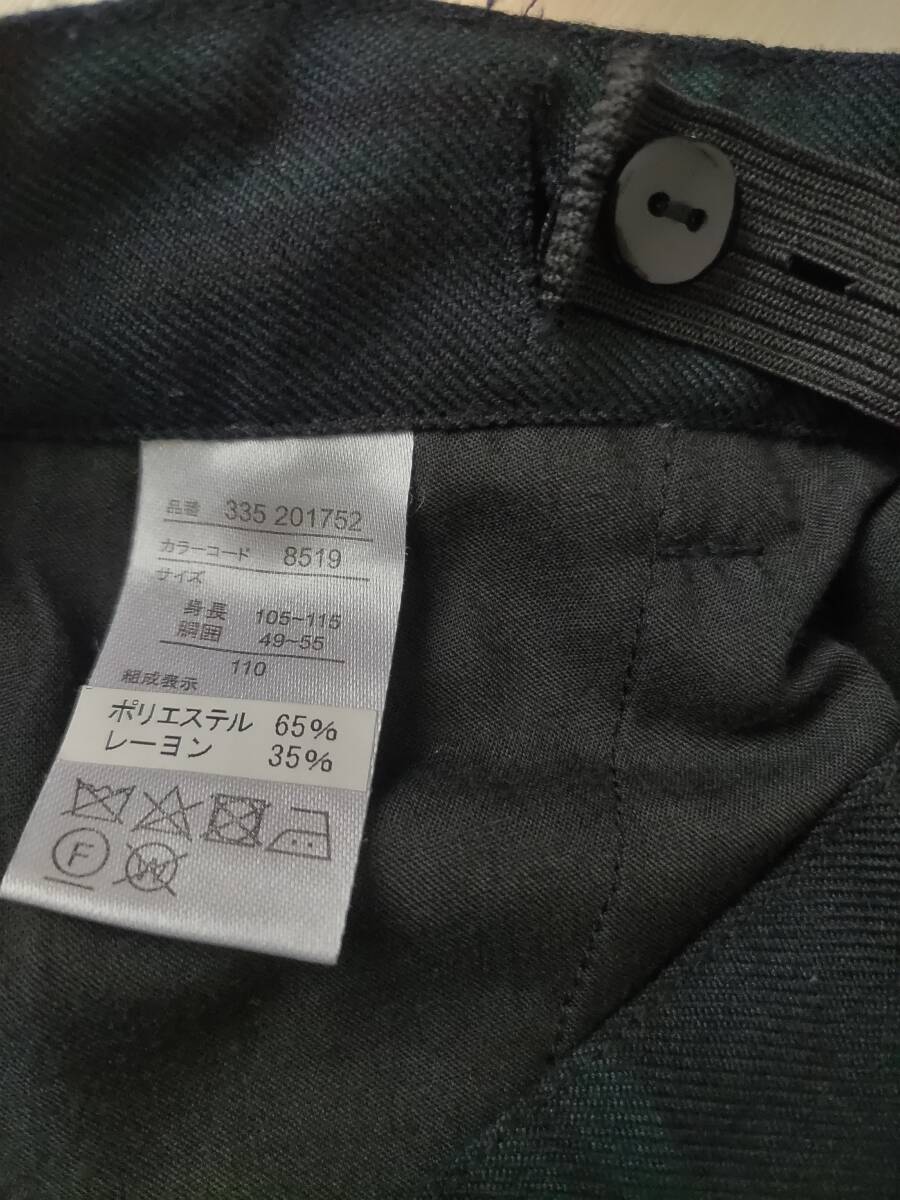 品番 335 201752
カラーコード 8519
サイズ
身長 105~115
胴囲 49~55
110
組成表示
ポリエステル 65%
レーヨン 35%
F W